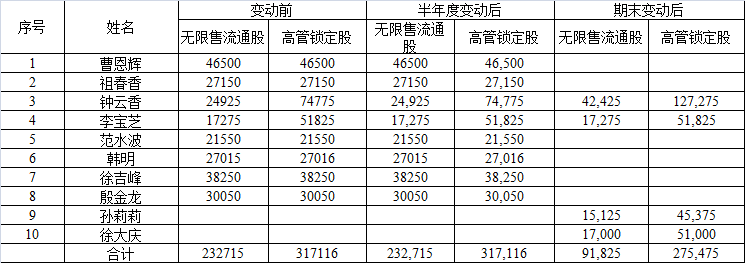 序号 姓名 变动前 半年度变动后 期末变动后
无限售流通股 高管锁定股 无限售流通股 高管锁定股 无限售流通股 高管锁定股
1 曹恩辉 46500 46500 46500 46,500
2 祖春香 27150 27150 27150 27,150
3 钟云香 24925 74775 24,925 74,775 42,425 127,275
4 李宝芝 17275 51825 17,275 51,825 17,275 51,825
5 范水波 21550 21550 21550 21,550
6 韩明 27015 27016 27015 27,016
7 徐吉峰 38250 38250 38250 38,250
8 殷金龙 30050 30050 30050 30,050
9 孙莉莉 15,125 45,375
10 徐大庆 17,000 51,000
合计 232715 317116 232,715 317,116 91,825 275,475